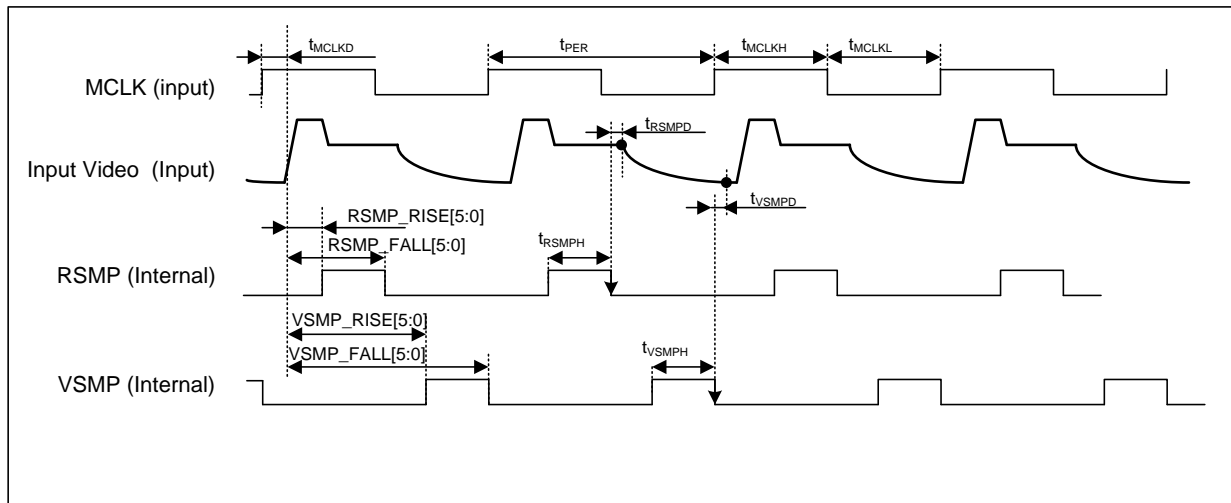 tMCLKD
tPER
tMCLKH
tMCLKL
MCLK (input)
tRSMPD
Input Video (Input)
tVSMPD
RSMP_RISE[5:0]
RSMP_FALL[5:0]
tRSMPH
RSMP (Internal)
VSMP_RISE[5:0]
VSMP_FALL[5:0]
tVSMPH
VSMP (Internal)